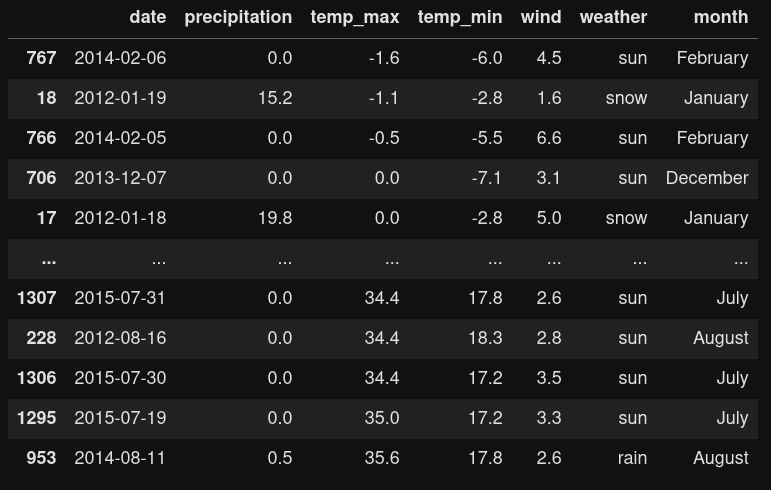 date precipitation temp_max temp_min wind weather month
767 2014-02-06 0.0 -1.6 -6.0 4.5 sun February
18 2012-01-19 15.2 -1.1 -2.8 1.6 snow January
766 2014-02-05 0.0 -0.5 -5.5 6.6 sun February
706 2013-12-07 0.0 0.0 -7.1 3.1 sun December
17 2012-01-18 19.8 0.0 -2.8 5.0 snow January
... ... ... ... ... ... ... ...
1307 2015-07-31 0.0 34.4 17.8 2.6 sun July
228 2012-08-16 0.0 34.4 18.3 2.8 sun August
1306 2015-07-30 0.0 34.4 17.2 3.5 sun July
1295 2015-07-19 0.0 35.0 17.2 3.3 sun July
953 2014-08-11 0.5 35.6 17.8 2.6 rain August